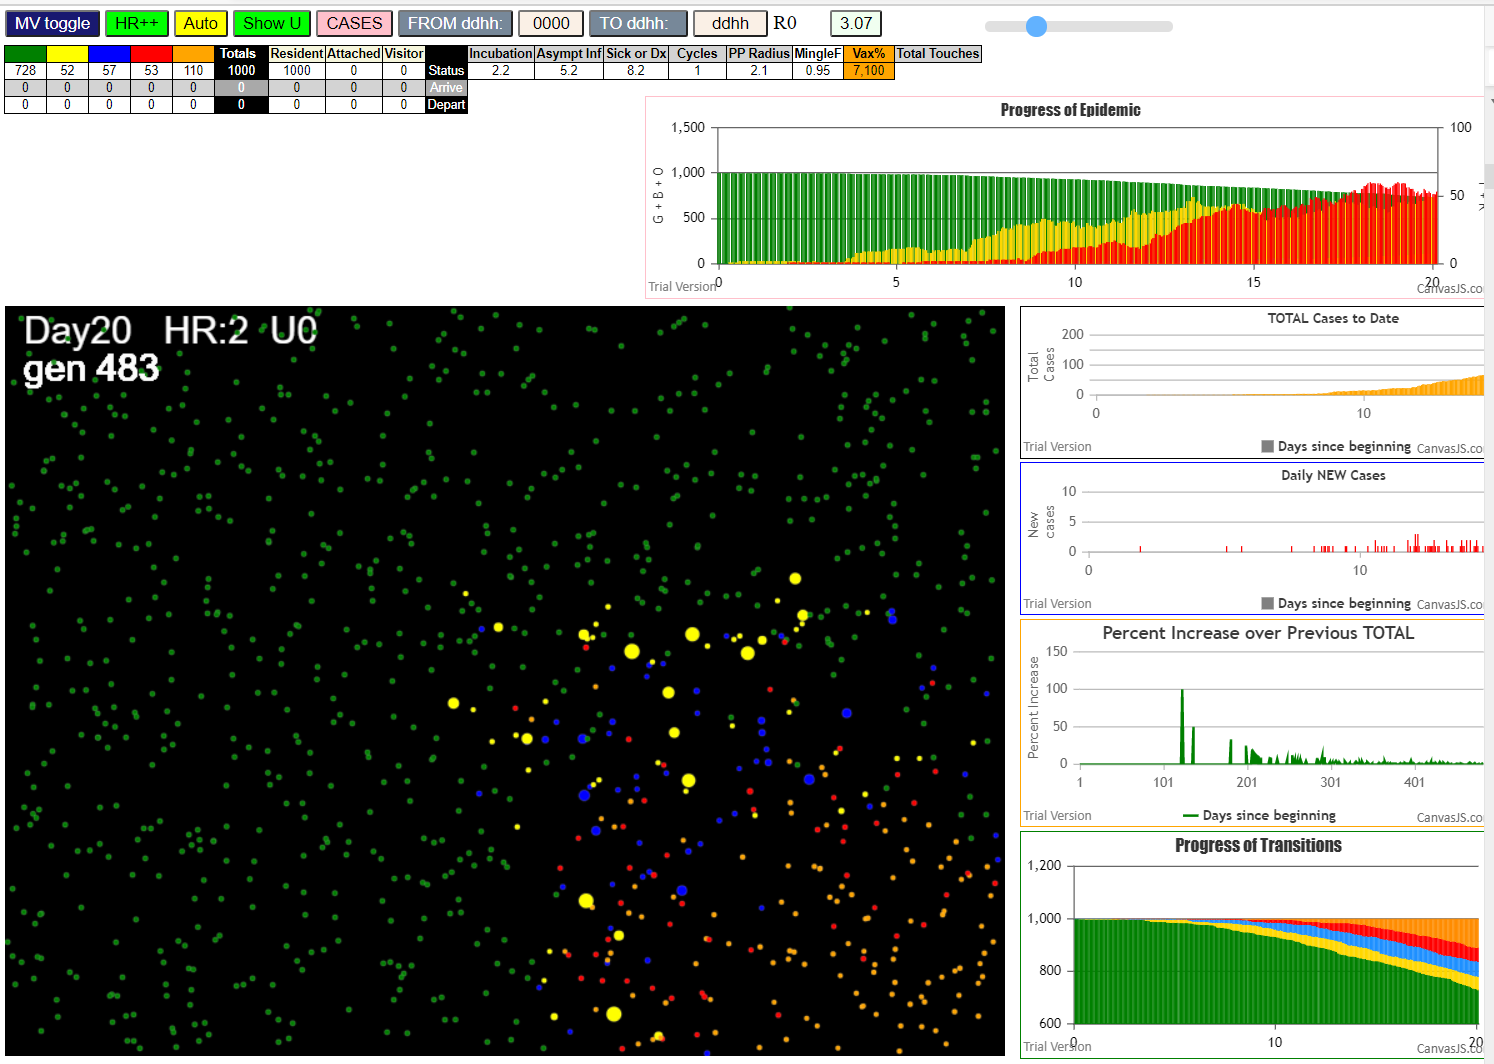 MV toggle HR++ Auto Show U CASES FROM ddhh: 0000 TO ddhh: ddhh R0 3.07
Totals Resident Attached Visitor Incubation Asympt Inf Sick or Dx Cycles PP Radius MingleF Vax% Total Touches
728 52 57 53 110 1000 1000 0 0 Status 2.2 5.2 8.2 1 2.1 0.95 7,100
0 0 0 0 0 0 0 0 0 Arrive
0 0 0 0 0 0 0 0 0 Depart
Progress of Epidemic
1,500 100
1,000
50
500
0 0
G + B + O
0 5 10 15 20
Trial Version CanvasJS.co
Day20 HR:2 U0
gen 483
TOTAL Cases to Date
200
100
0
Total
Cases
0 10
Days since beginning
Trial Version CanvasJS.co
Daily NEW Cases
10
5
0
New
cases
0 10
Days since beginning
Trial Version CanvasJS.co
Percent Increase over Previous TOTAL
150
100
50
0
Percent Increase
1 101 201 301 401
Days since beginning
Trial Version CanvasJS.co
Progress of Transitions
1,200
1,000
800
600
0 10 20
Trial Version CanvasJS.co